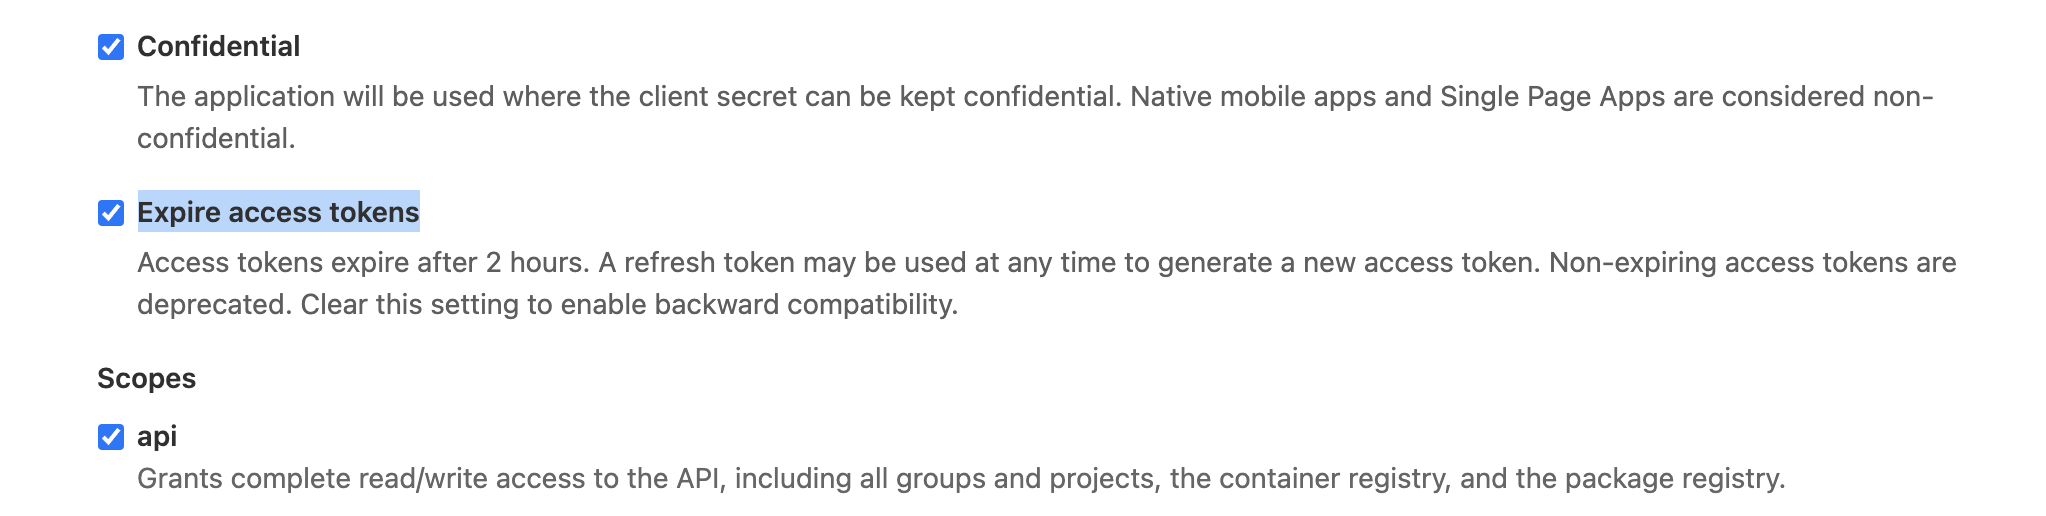 Confidential
The application will be used where the client secret can be kept confidential. Native mobile apps and Single Page Apps are considered non-
confidential.
Expire access tokens
Access tokens expire after 2 hours. A refresh token may be used at any time to generate a new access token. Non-expiring access tokens are
deprecated. Clear this setting to enable backward compatibility.
Scopes
api
Grants complete read/write access to the API, including all groups and projects, the container registry, and the package registry.